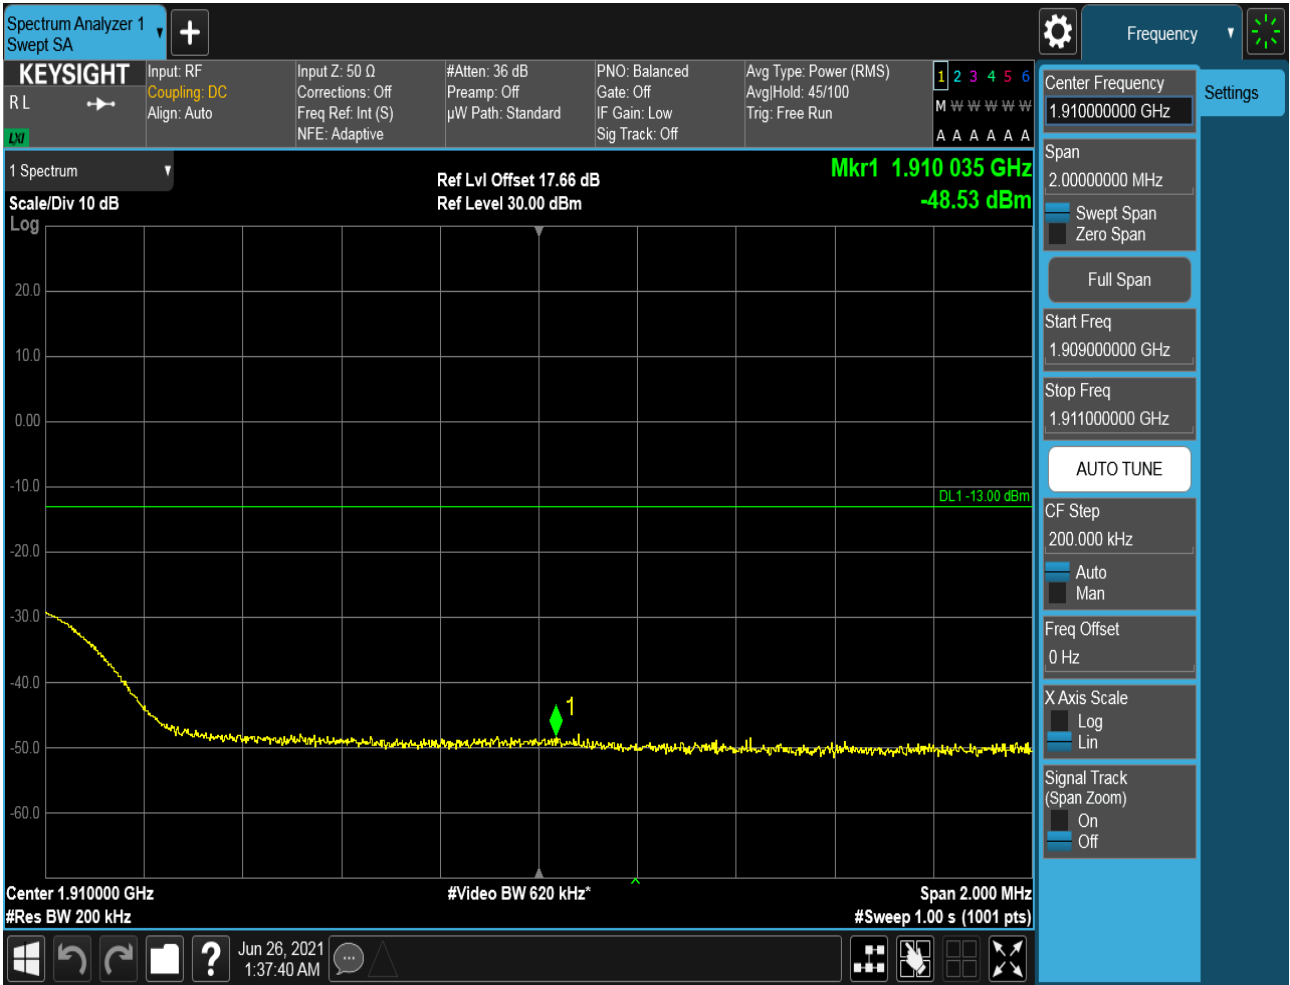 Spectrum Analyzer 1
Swept SA
Frequency
KEYSIGHT
R L
LXI
Input: RF
Coupling: DC
Align: Auto
Input Z: 50 Ω
Corrections: Off
Freq Ref: Int (S)
NFE: Adaptive
#Atten: 36 dB
Preamp: Off
µW Path: Standard
PNO: Balanced
Gate: Off
IF Gain: Low
Sig Track: Off
Avg Type: Power (RMS)
Avg|Hold: 45/100
Trig: Free Run
1 2 3 4 5 6
M W W W W W
A A A A A A
1 Spectrum
Scale/Div 10 dB
Log
Ref Lvl Offset 17.66 dB
Ref Level 30.00 dBm
Mkr1 1.910 035 GHz
-48.53 dBm
20.0
10.0
0.00
-10.0
DL1 -13.00 dBm
-20.0
-30.0
-40.0
1
-50.0
-60.0
Center 1.910000 GHz
#Res BW 200 kHz
#Video BW 620 kHz*
Span 2.000 MHz
#Sweep 1.00 s (1001 pts)
Center Frequency
1.910000000 GHz
Settings
Span
2.00000000 MHz
Swept Span
Zero Span
Full Span
Start Freq
1.909000000 GHz
Stop Freq
1.911000000 GHz
AUTO TUNE
CF Step
200.000 kHz
Auto
Man
Freq Offset
0 Hz
X Axis Scale
Log
Lin
Signal Track
(Span Zoom)
On
Off
?
Jun 26, 2021
1:37:40 AM